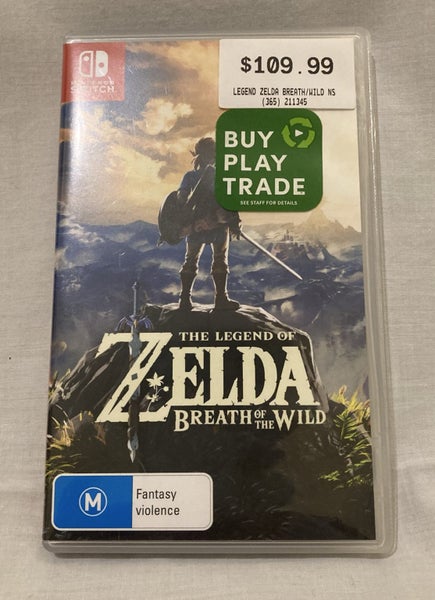 NINTENDO
SWITCH
$109.99
LEGEND ZELDA BREATH/WILD NS
(365) 211345
BUY
PLAY
TRADE
SEE STAFF FOR DETAILS
THE LEGEND OF
ZELDA
BREATH OF THE WILD
M
Fantasy
violence